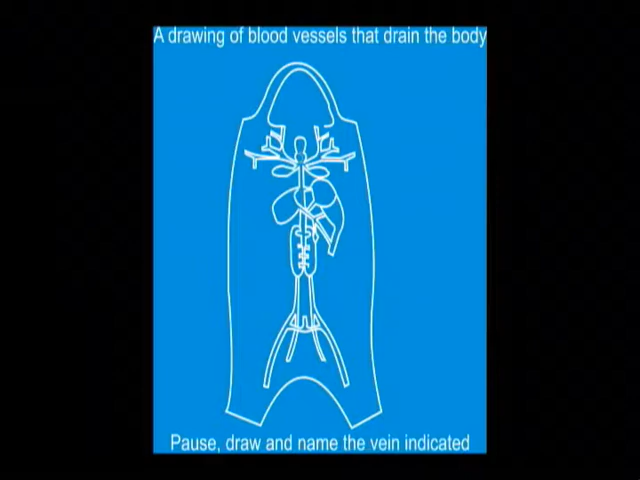 A drawing of blood vessels that drain the body
Pause, draw and name the vein indicated